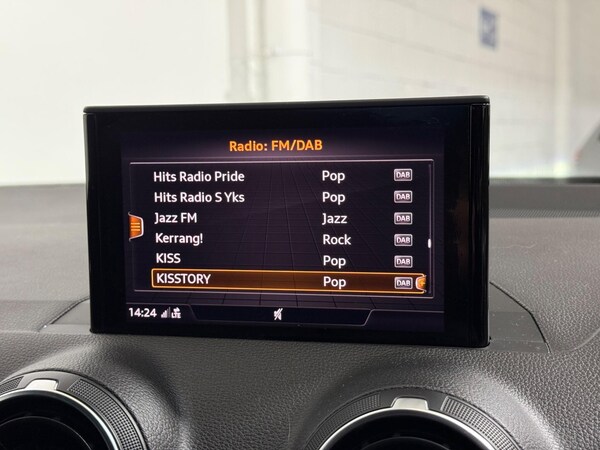 Radio: FM/DAB
Hits Radio Pride Pop DAB
Hits Radio S Yks Pop DAB
Jazz FM Jazz DAB
Kerrang! Rock DAB
KISS Pop DAB
KISSTORY Pop DAB
14:24 LTE